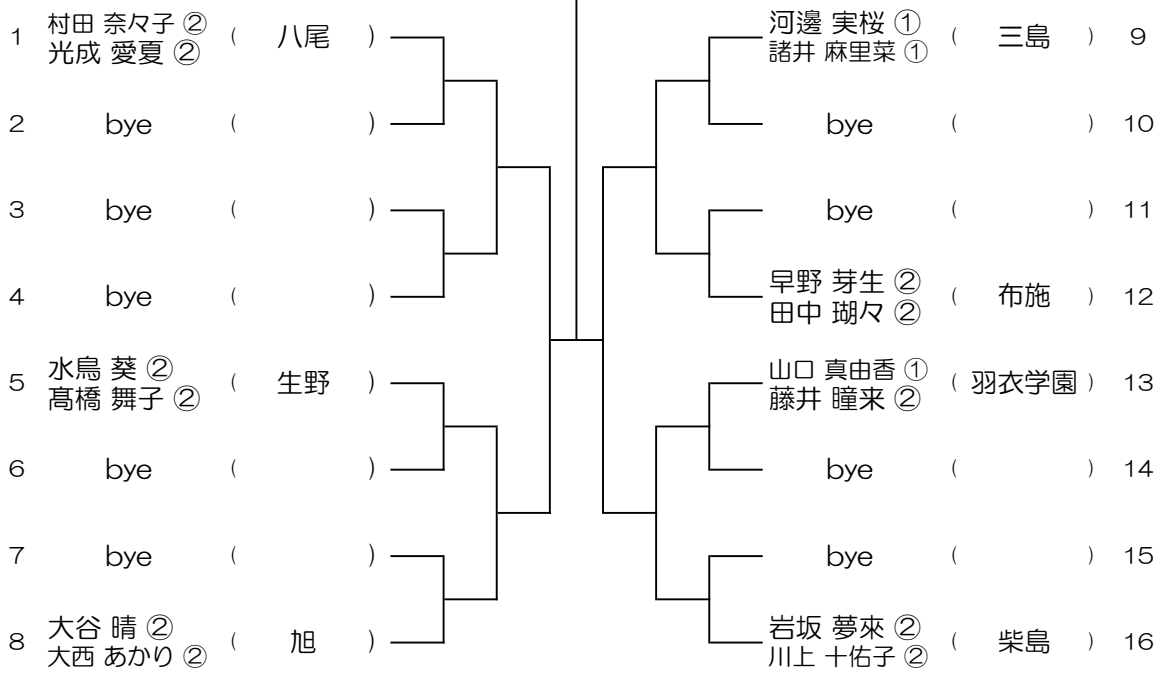 1 村田 奈々子 ② ( 八尾 )
光成 愛夏 ②
2 bye ( )
3 bye ( )
4 bye ( )
5 水鳥 葵 ② ( 生野 )
髙橋 舞子 ②
6 bye ( )
7 bye ( )
8 大谷 晴 ② ( 旭 )
大西 あかり ②
河邊 実桜 ① ( 三島 ) 9
諸井 麻里菜 ①
bye ( ) 10
bye ( ) 11
早野 芽生 ② ( 布施 ) 12
田中 瑚々 ②
山口 真由香 ① ( 羽衣学園 ) 13
藤井 瞳来 ②
bye ( ) 14
bye ( ) 15
岩坂 夢來 ② ( 柴島 ) 16
川上 十佑子 ②